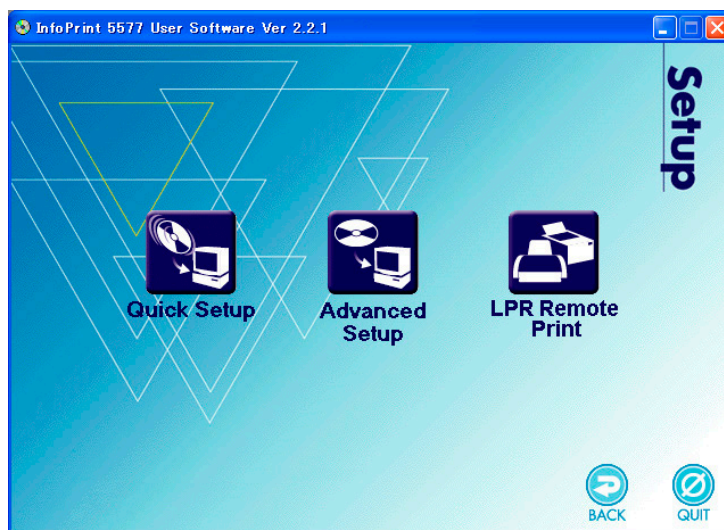 InfoPrint 5577 User Software Ver 2.2.1
Setup
Quick Setup
Advanced
Setup
LPR Remote
Print
BACK
QUIT